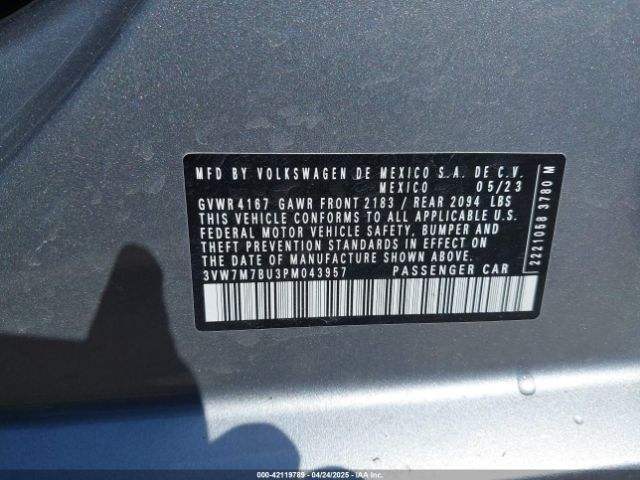 MFD BY VOLKSWAGEN DE MEXICO S.A. DE C.V.
MEXICO 05/23
GVWR 4167 GAWR FRONT 2183 / REAR 2094 LBS
THIS VEHICLE CONFORMS TO ALL APPLICABLE U.S.
FEDERAL MOTOR VEHICLE SAFETY, BUMPER AND
THEFT PREVENTION STANDARDS IN EFFECT ON
THE DATE OF MANUFACTURE SHOWN ABOVE.
3VW7M7BU3PM043957 PASSENGER CAR
2221058 3780 M
000-42119789 - 04/24/2025 - IAAI.COM